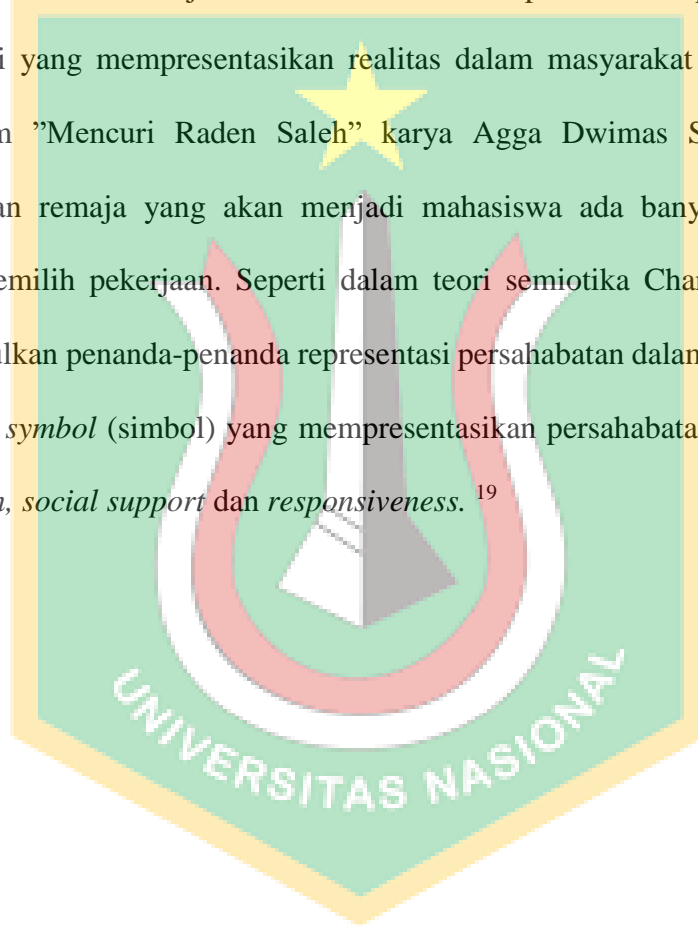 i yang mempresentasikan realitas dalam masyarakat
”Mencuri Raden Saleh” karya Agga Dwimas S
an remaja yang akan menjadi mahasiswa ada bany
emilih pekerjaan. Seperti dalam teori semiotika Char
ulkan penanda-penanda representasi persahabatan dalam
symbol (simbol) yang mempresentasikan persahabata
social support dan responsiveness. 19
UNIVERSITAS NASIONAL